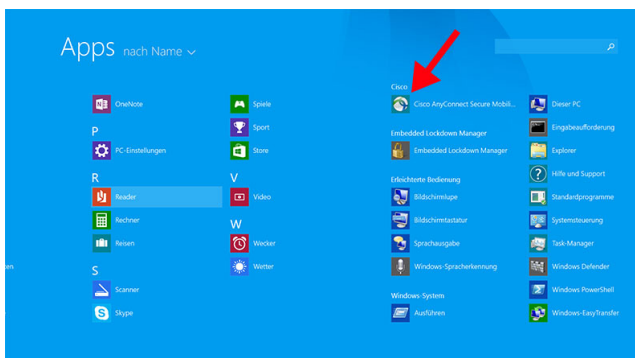 Apps nach Name
OneNote
P
PC-Einstellungen
R
Reader
Rechner
Reisen
S
Scanner
Skype
Spiele
Sport
Store
V
Video
W
Wecker
Wetter
Cisco
Cisco AnyConnect Secure Mobili...
Embedded Lockdown Manager
Embedded Lockdown Manager
Erleichterte Bedienung
Bildschirmlupe
Bildschirmtastatur
Sprachausgabe
Windows-Spracherkennung
Windows-System
Ausführen
Dieser PC
Eingabeaufforderung
Explorer
Hilfe und Support
Standardprogramme
Systemsteuerung
Task-Manager
Windows Defender
Windows PowerShell
Windows-EasyTransfer